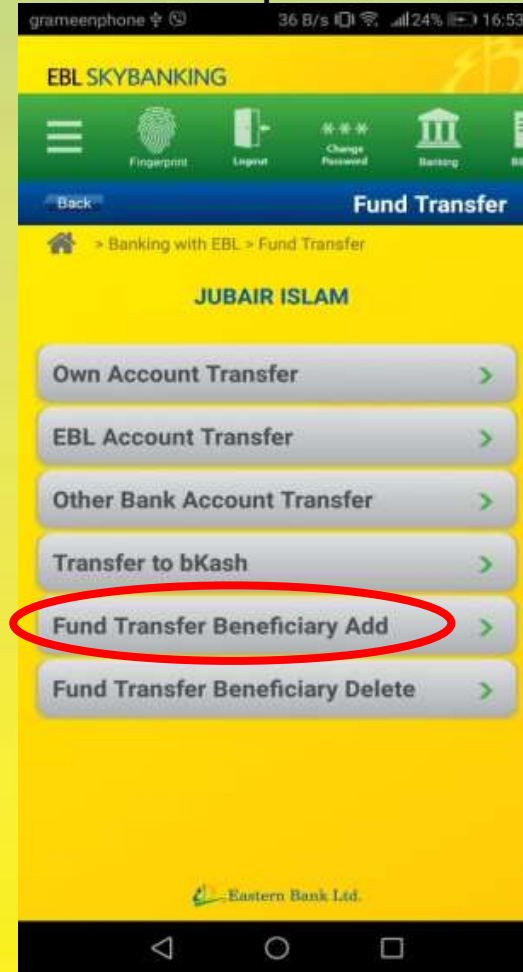 grameenphone 36 B/s 24% 16:53
EBL SKYBANKING
Fingerprint Logout *** Change Password Banking
Back Fund Transfer
> Banking with EBL > Fund Transfer
JUBAIR ISLAM
Own Account Transfer >
EBL Account Transfer >
Other Bank Account Transfer >
Transfer to bKash >
Fund Transfer Beneficiary Add >
Fund Transfer Beneficiary Delete >
Eastern Bank Ltd.